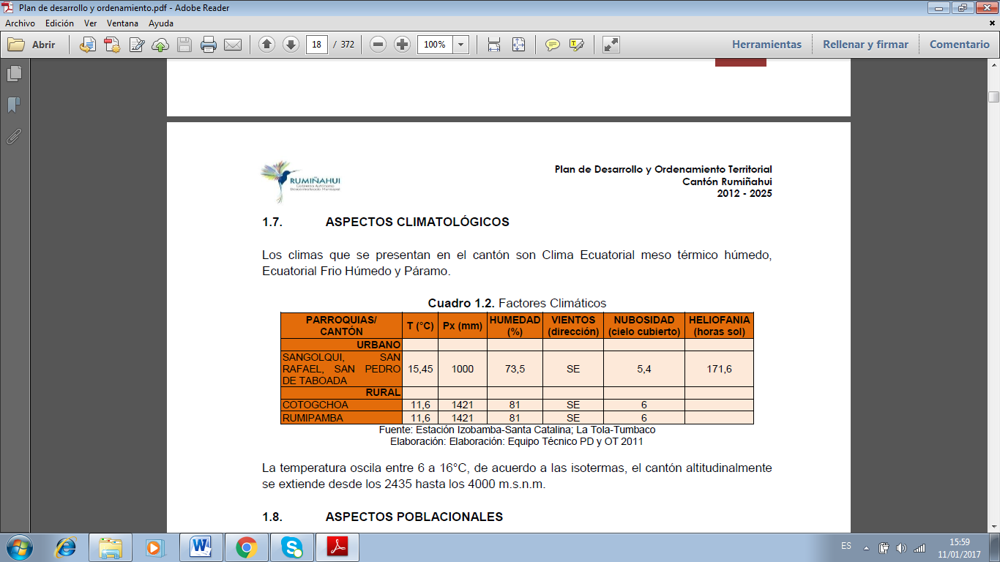 Plan de desarrollo y ordenamiento.pdf - Adobe Reader
Archivo Edición Ver Ventana Ayuda
Abrir 18 / 372 100% Herramientas Rellenar y firmar Comentario
RUMIÑAHUI
Gobierno Autónomo
Descentralizado Municipal
Plan de Desarrollo y Ordenamiento Territorial
Cantón Rumiñahui
2012 - 2025
1.7. ASPECTOS CLIMATOLÓGICOS
Los climas que se presentan en el cantón son Clima Ecuatorial meso térmico húmedo,
Ecuatorial Frio Húmedo y Páramo.
Cuadro 1.2. Factores Climáticos
PARROQUIAS/ CANTÓN T (°C) Px (mm) HUMEDAD (%) VIENTOS (dirección) NUBOSIDAD (cielo cubierto) HELIOFANIA (horas sol)
URBANO
SANGOLQUI, SAN
RAFAEL, SAN PEDRO 15,45 1000 73,5 SE 5,4 171,6
DE TABOADA
RURAL
COTOGCHOA 11,6 1421 81 SE 6
RUMIPAMBA 11,6 1421 81 SE 6
Fuente: Estación Izobamba-Santa Catalina; La Tola-Tumbaco
Elaboración: Elaboración: Equipo Técnico PD y OT 2011
La temperatura oscila entre 6 a 16°C, de acuerdo a las isotermas, el cantón altitudinalmente
se extiende desde los 2435 hasta los 4000 m.s.n.m.
1.8. ASPECTOS POBLACIONALES
ES 15:59
11/01/2017